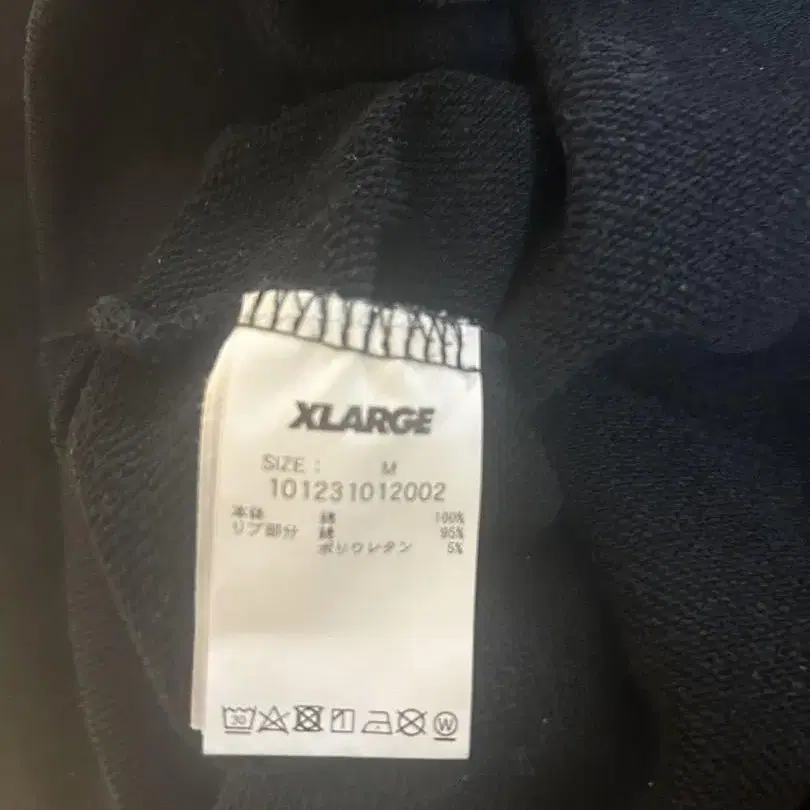 XLARGE
SIZE : M
101231012002
本体 綿 100%
リブ部分 綿 95%
ポリウレタン 5%
30 W